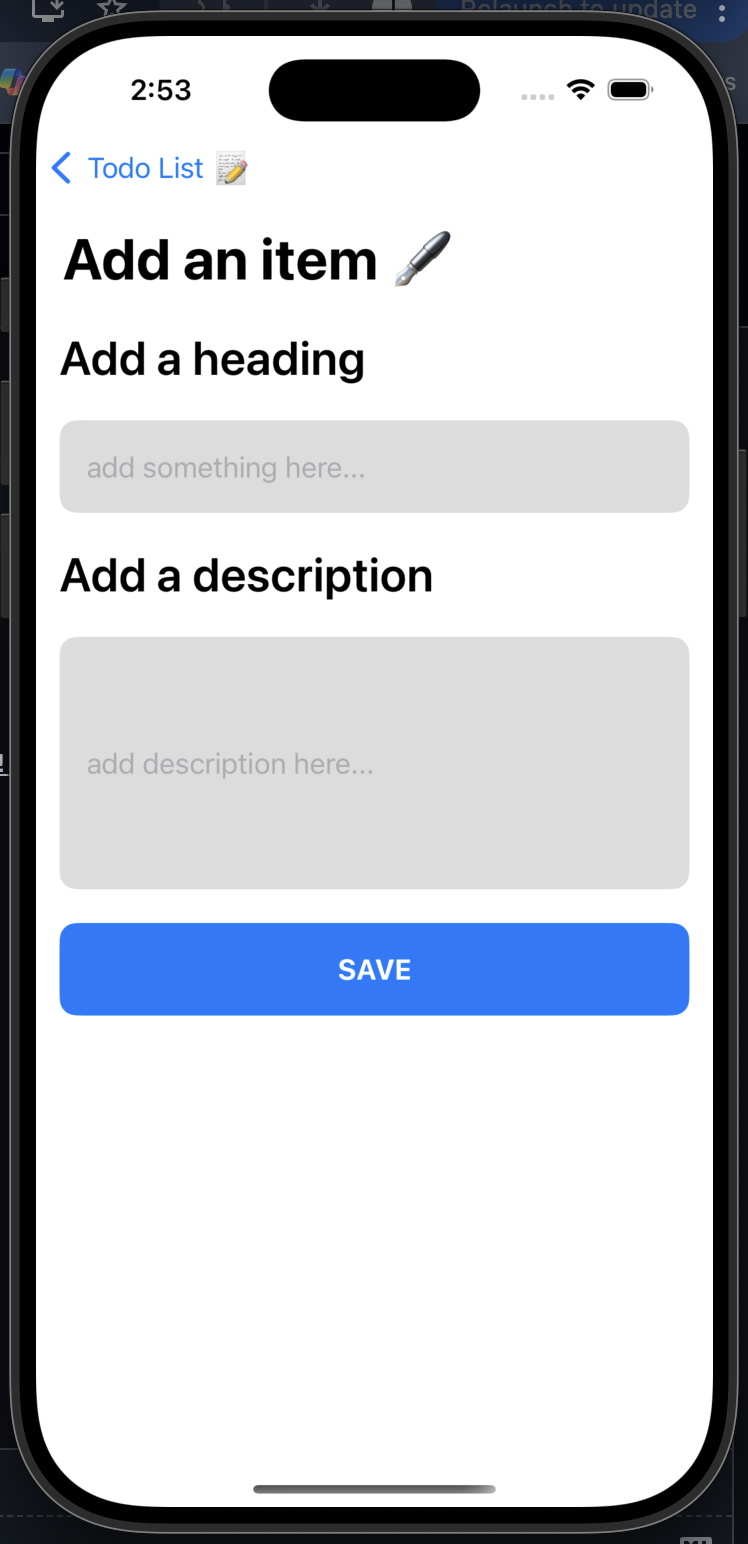 Relaunch to update
2:53
Todo List 📝
Add an item 🖋️
Add a heading
add something here...
Add a description
add description here...
SAVE